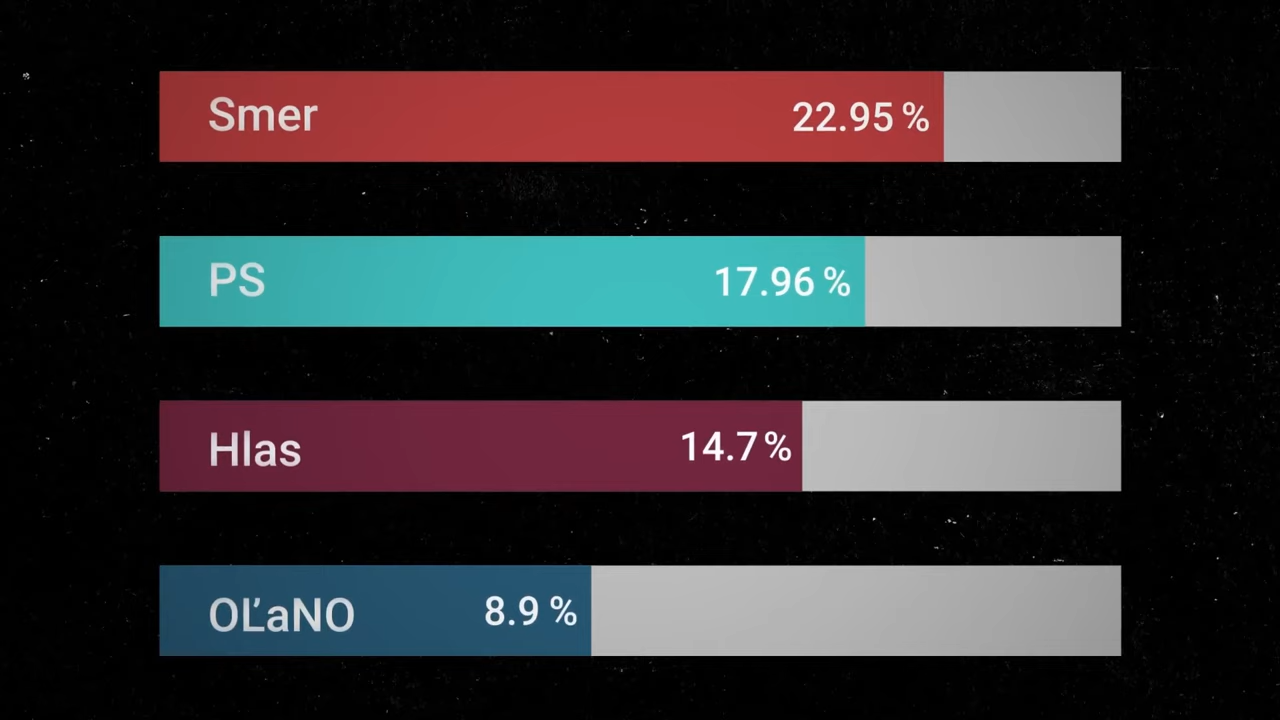 Smer 22.95 %
PS 17.96 %
Hlas 14.7 %
OĽaNO 8.9 %